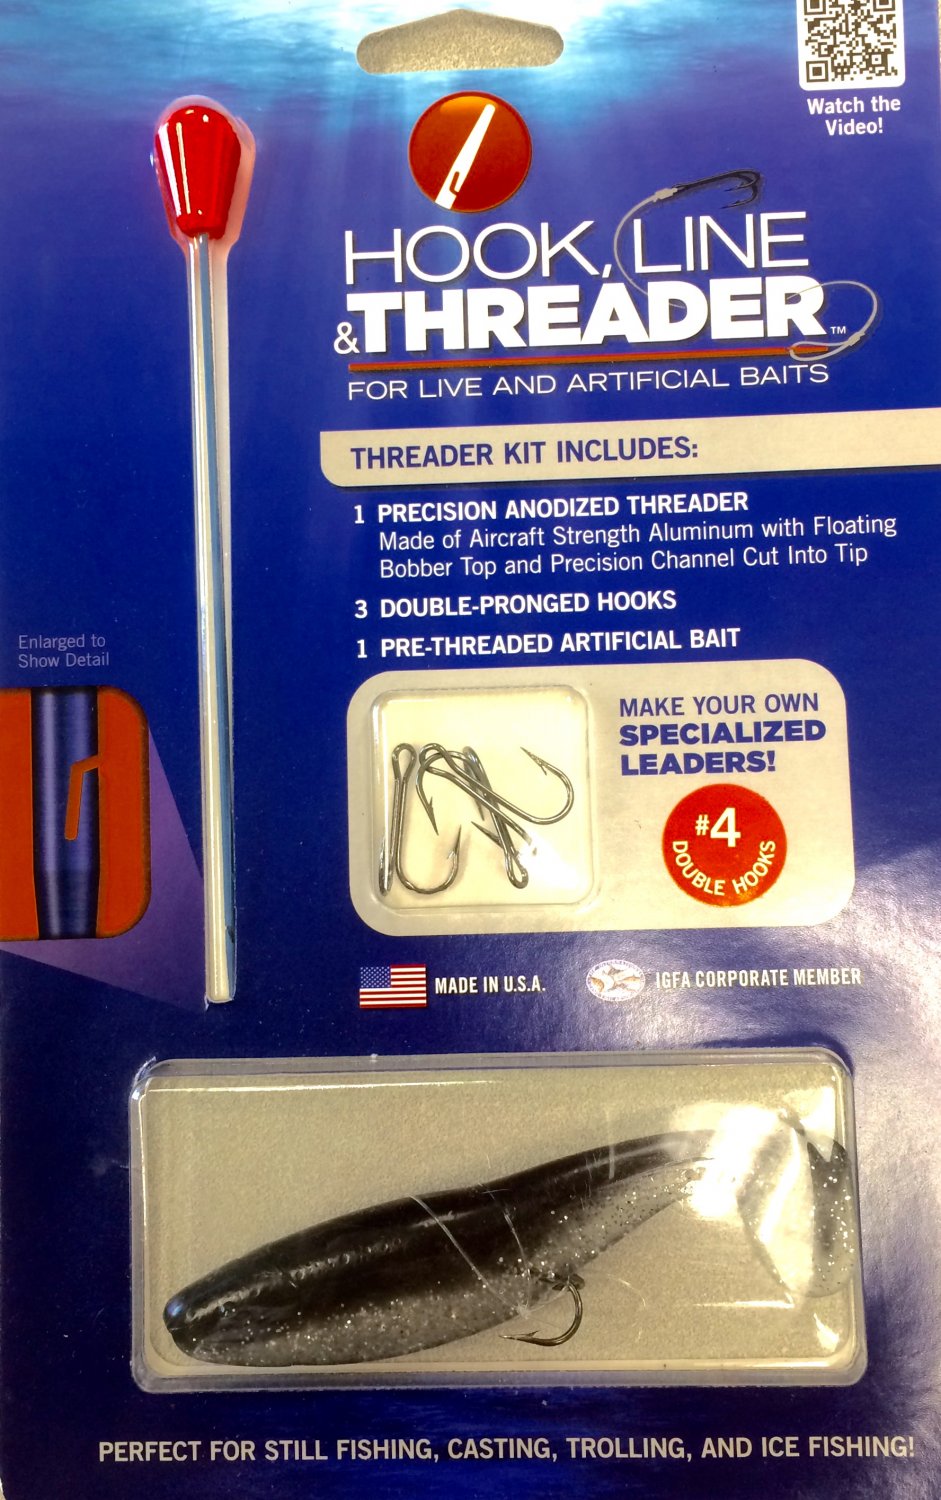 Watch the
Video!
HOOK, LINE
& THREADER™
FOR LIVE AND ARTIFICIAL BAITS
THREADER KIT INCLUDES:
1 PRECISION ANODIZED THREADER
Made of Aircraft Strength Aluminum with Floating
Bobber Top and Precision Channel Cut Into Tip
3 DOUBLE-PRONGED HOOKS
1 PRE-THREADED ARTIFICIAL BAIT
Enlarged to
Show Detail
MAKE YOUR OWN
SPECIALIZED
LEADERS!
#4
DOUBLE HOOKS
MADE IN U.S.A.
IGFA CORPORATE MEMBER
PERFECT FOR STILL FISHING, CASTING, TROLLING, AND ICE FISHING!